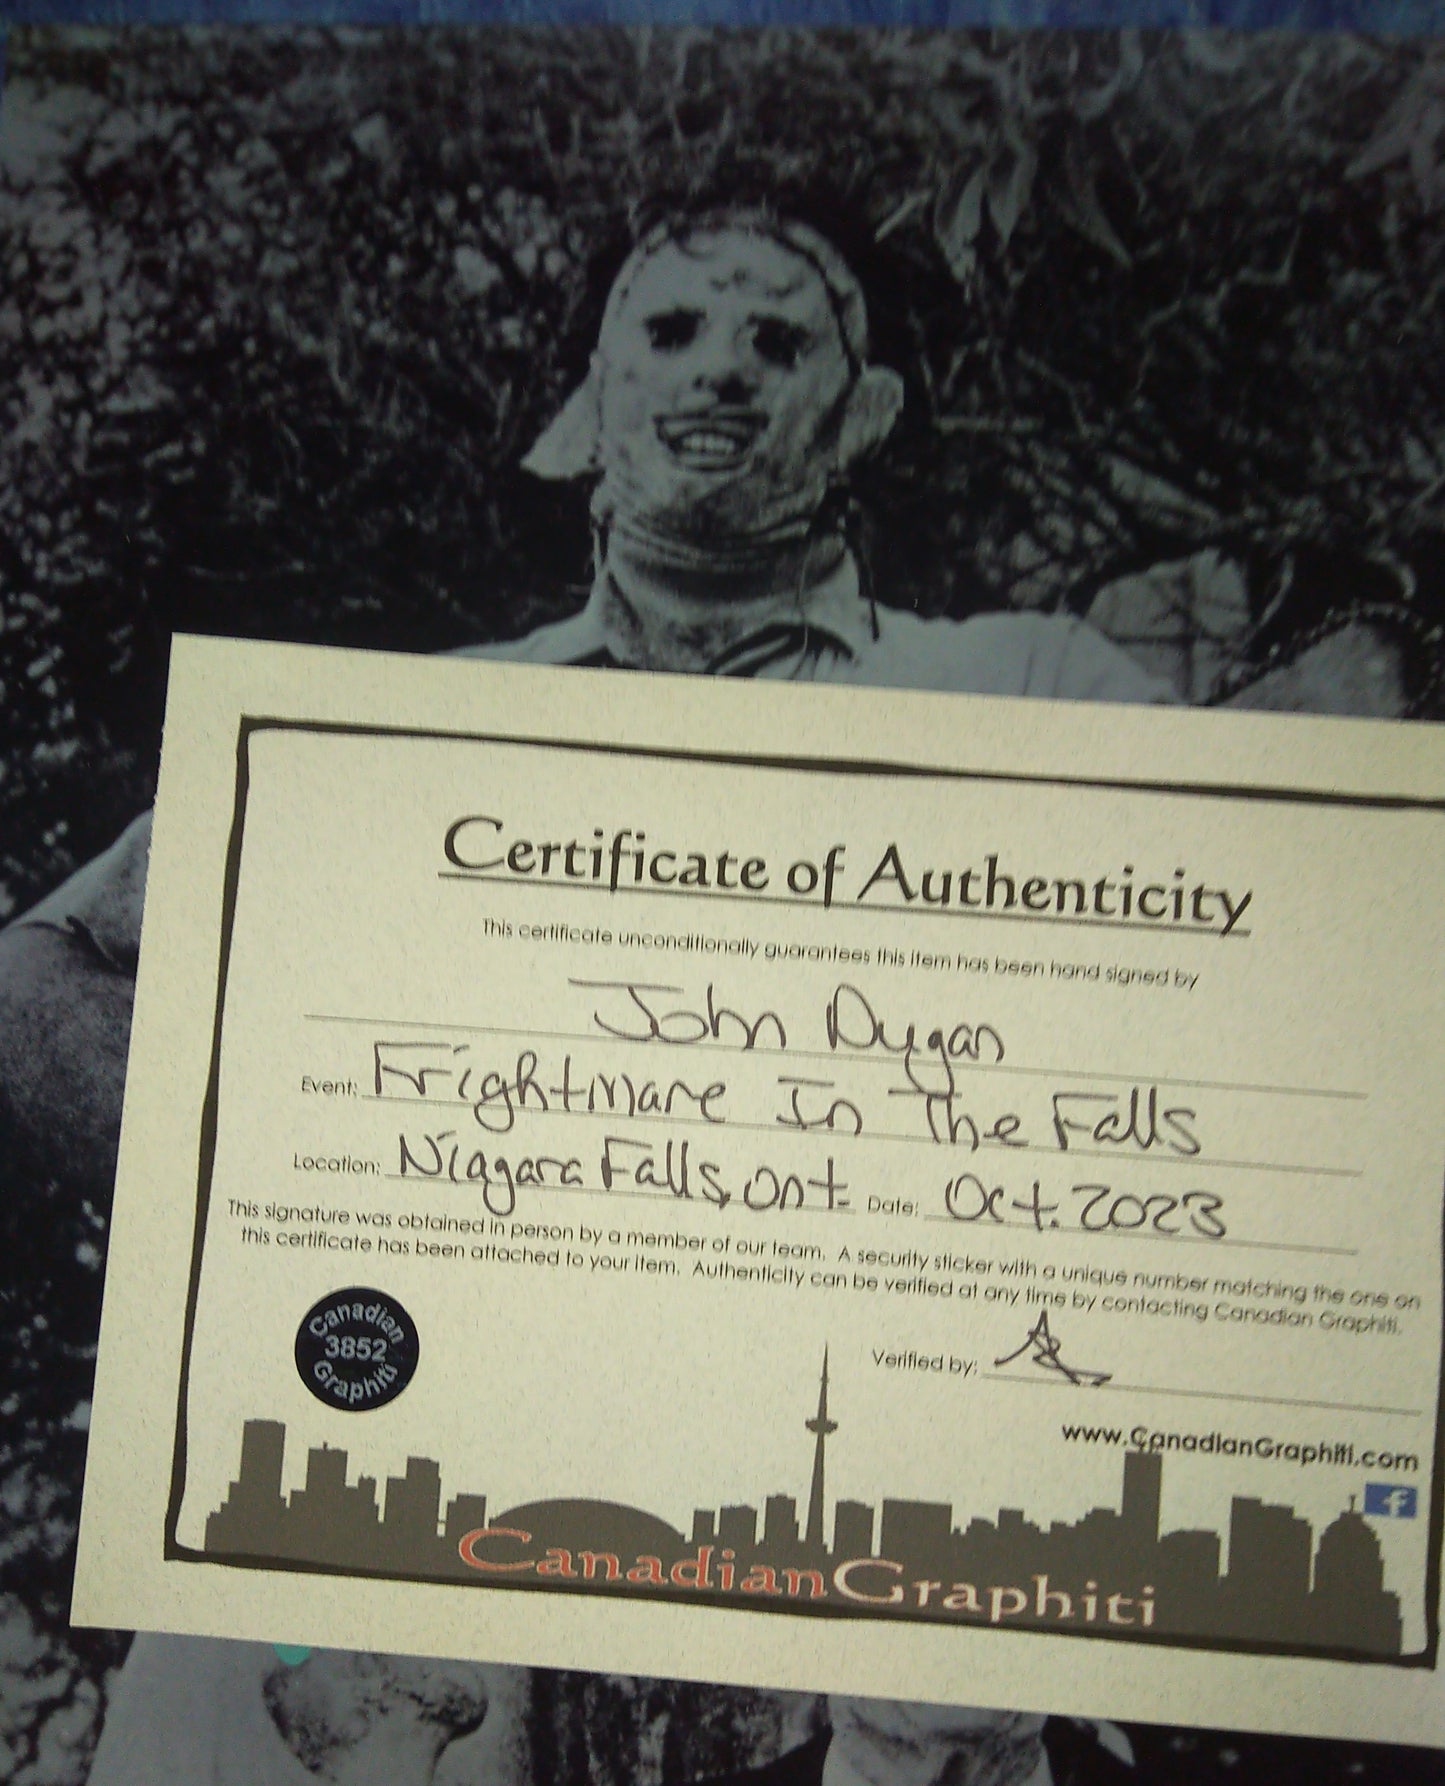 Certificate of Authenticity
This certificate unconditionally guarantees this item has been hand signed by
John Dygan
Event: Frightmare In The Falls
Location: Niagara Falls, Ont. Date: Oct. 2023
This signature was obtained in person by a member of our team. A security sticker with a unique number matching the one on
this certificate has been attached to your item. Authenticity can be verified at any time by contacting Canadian Graphiti.
Canadian
3852
Graphiti
Verified by:
www.CanadianGraphiti.com
f
CanadianGraphiti